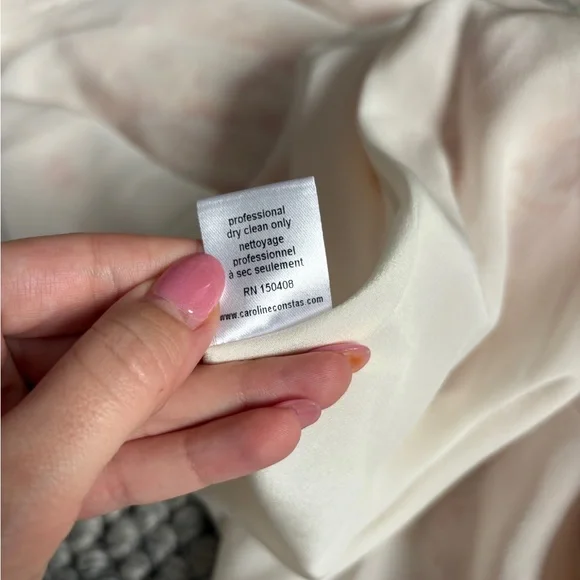 professional
dry clean only
nettoyage
professionnel
à sec seulement
RN 150408
www.carolineconstas.com